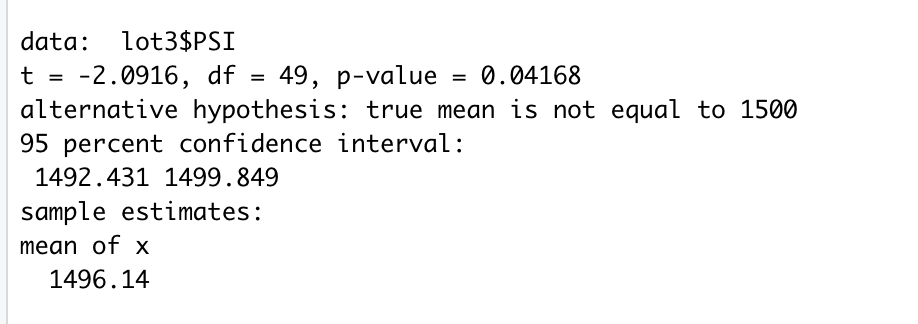 data:  lot3$PSI
t = -2.0916, df = 49, p-value = 0.04168
alternative hypothesis: true mean is not equal to 1500
95 percent confidence interval:
 1492.431 1499.849
sample estimates:
mean of x
  1496.14